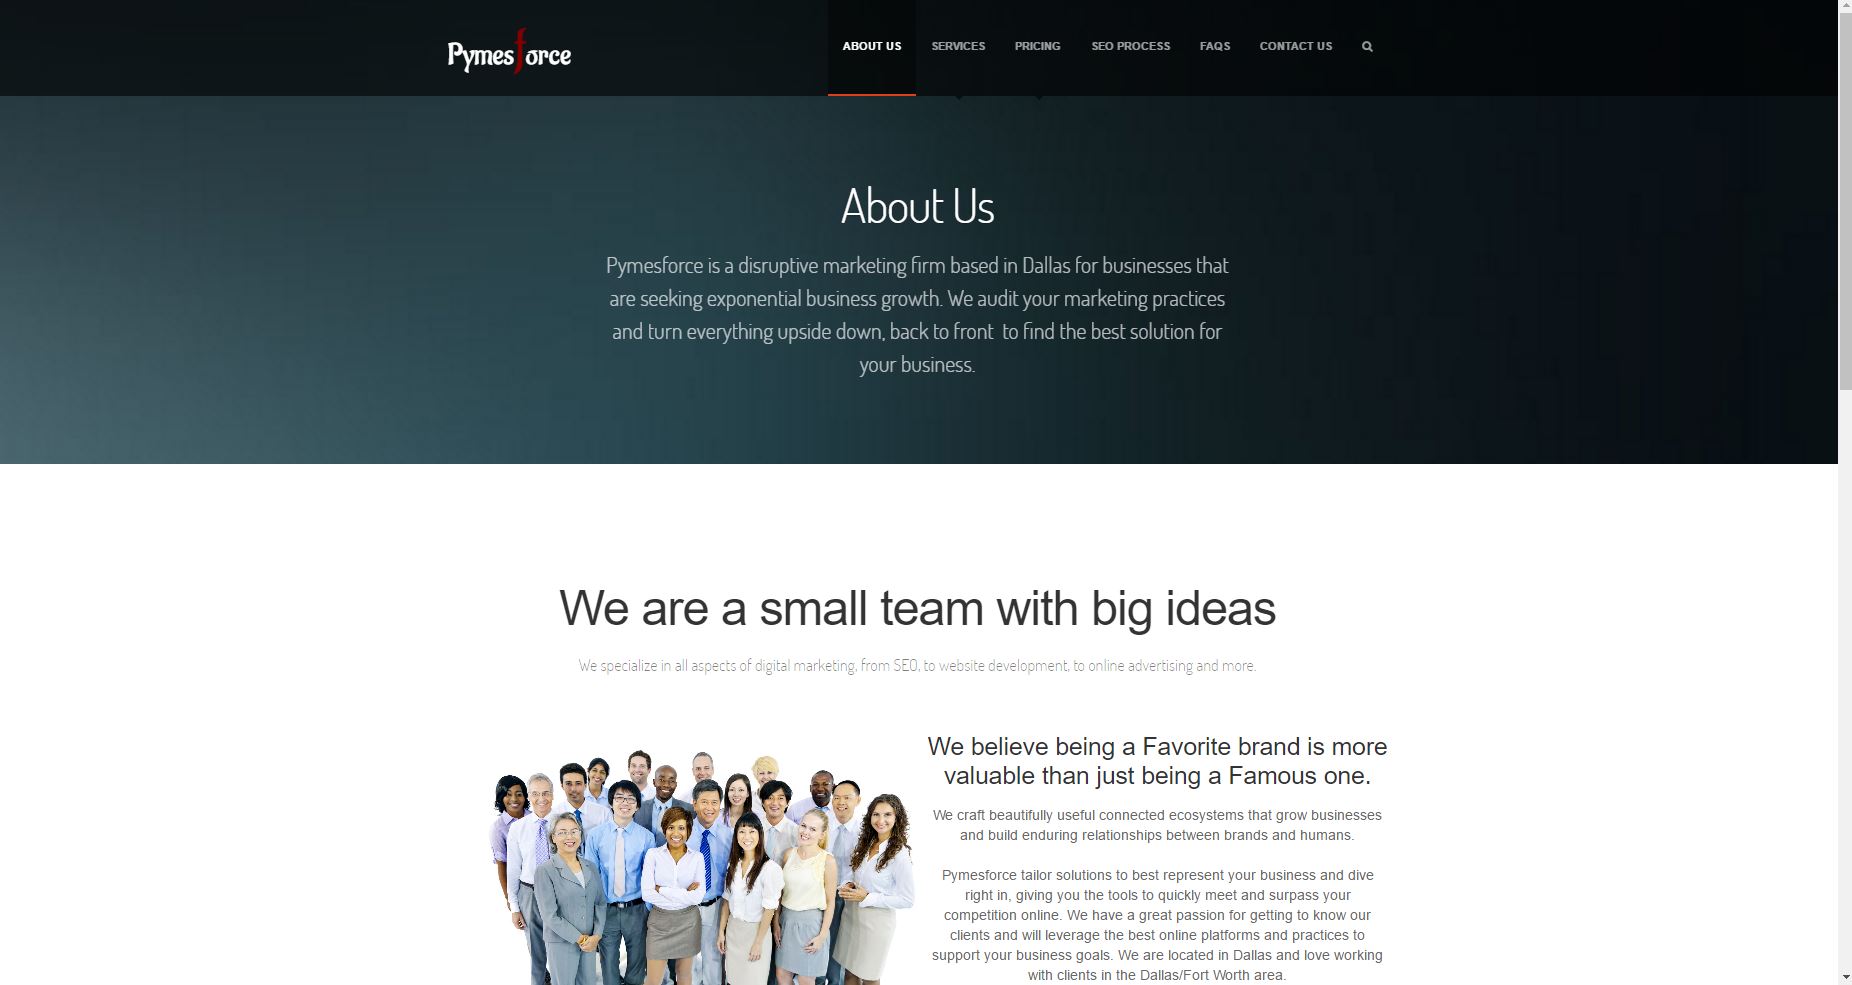 Pymesforce
ABOUT US
SERVICES
PRICING
SEO PROCESS
FAQS
CONTACT US
About Us
Pymesforce is a disruptive marketing firm based in Dallas for businesses that
are seeking exponential business growth. We audit your marketing practices
and turn everything upside down, back to front to find the best solution for
your business.
We are a small team with big ideas
We specialize in all aspects of digital marketing, from SEO, to website development, to online advertising and more.
We believe being a Favorite brand is more
valuable than just being a Famous one.
We craft beautifully useful connected ecosystems that grow businesses
and build enduring relationships between brands and humans.
Pymesforce tailor solutions to best represent your business and dive
right in, giving you the tools to quickly meet and surpass your
competition online. We have a great passion for getting to know our
clients and will leverage the best online platforms and practices to
support your business goals. We are located in Dallas and love working
with clients in the Dallas/Fort Worth area.